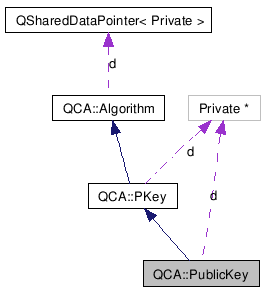 QSharedDataPointer< Private >
d
QCA::Algorithm
Private *
d
QCA::PKey
d
QCA::PublicKey